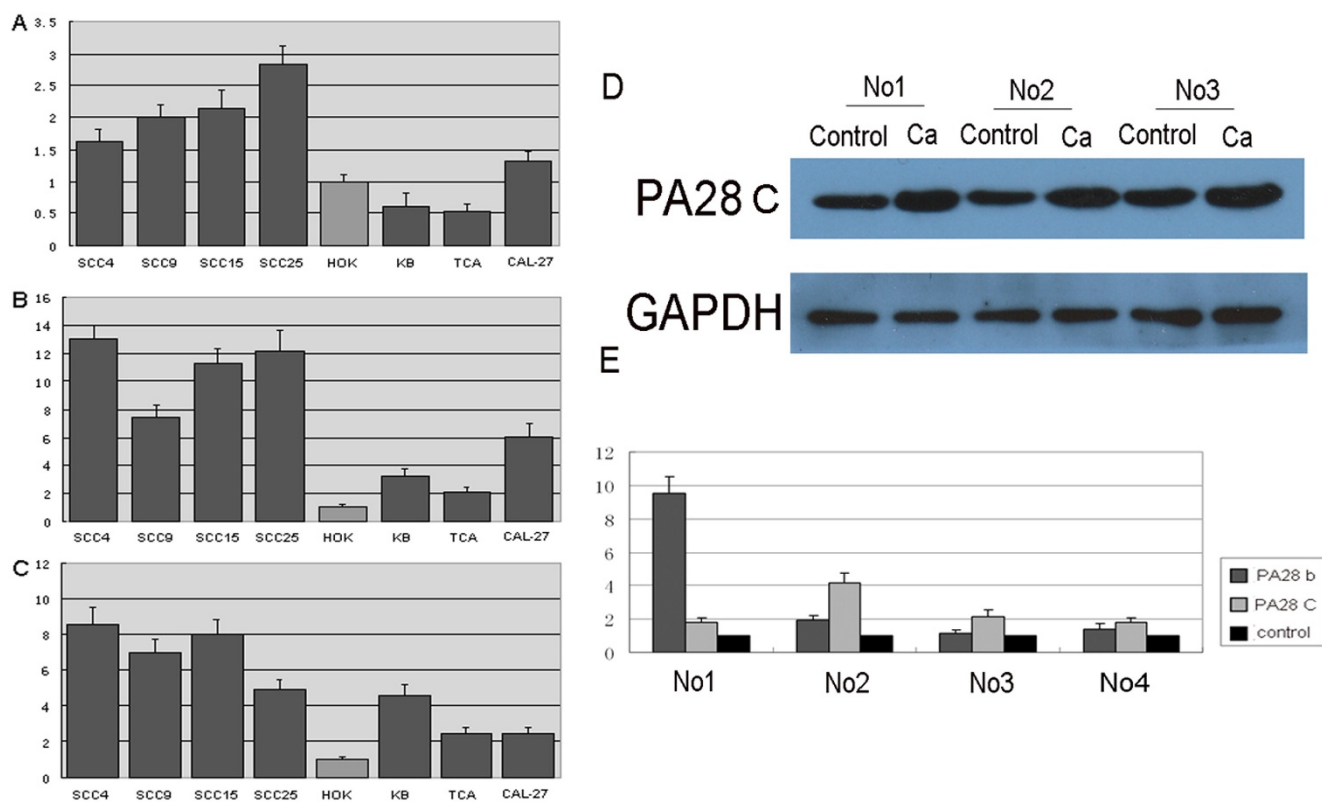 A
3.5
3
2.5
2
1.5
1
0.5
0
SCC4 SCC9 SCC15 SCC25 HOK KB TCA CAL-27
B
16
14
12
10
8
6
4
2
0
SCC4 SCC9 SCC15 SCC25 HOK KB TCA CAL-27
C
12
10
8
6
4
2
0
SCC4 SCC9 SCC15 SCC25 HOK KB TCA CAL-27
D
No1 No2 No3
Control Ca Control Ca Control Ca
PA28 C
GAPDH
E
12
10
8
6
4
2
0
No1 No2 No3 No4
PA28 b
PA28 C
control